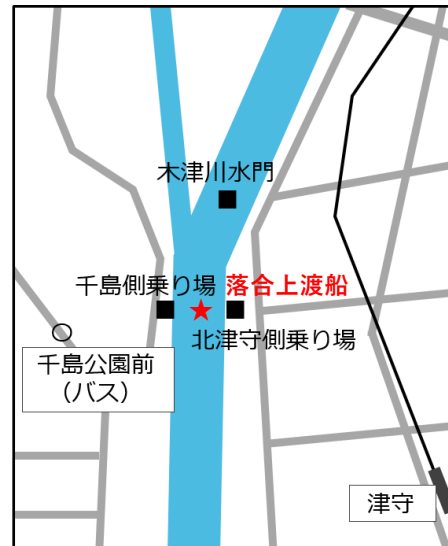 木津川水門
千島側乗り場
落合上渡船
北津守側乗り場
千島公園前
（バス）
津守